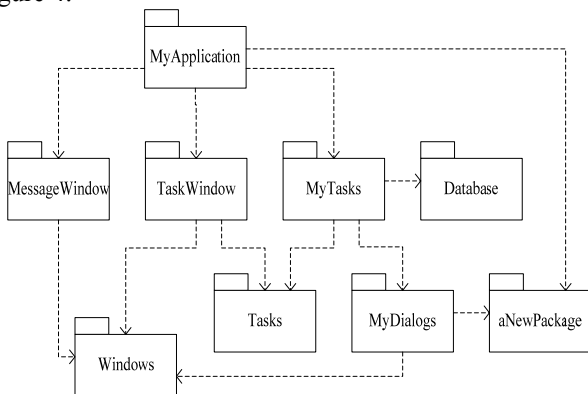 MyApplication
MessageWindow
TaskWindow
MyTasks
Database
Tasks
MyDialogs
aNewPackage
Windows